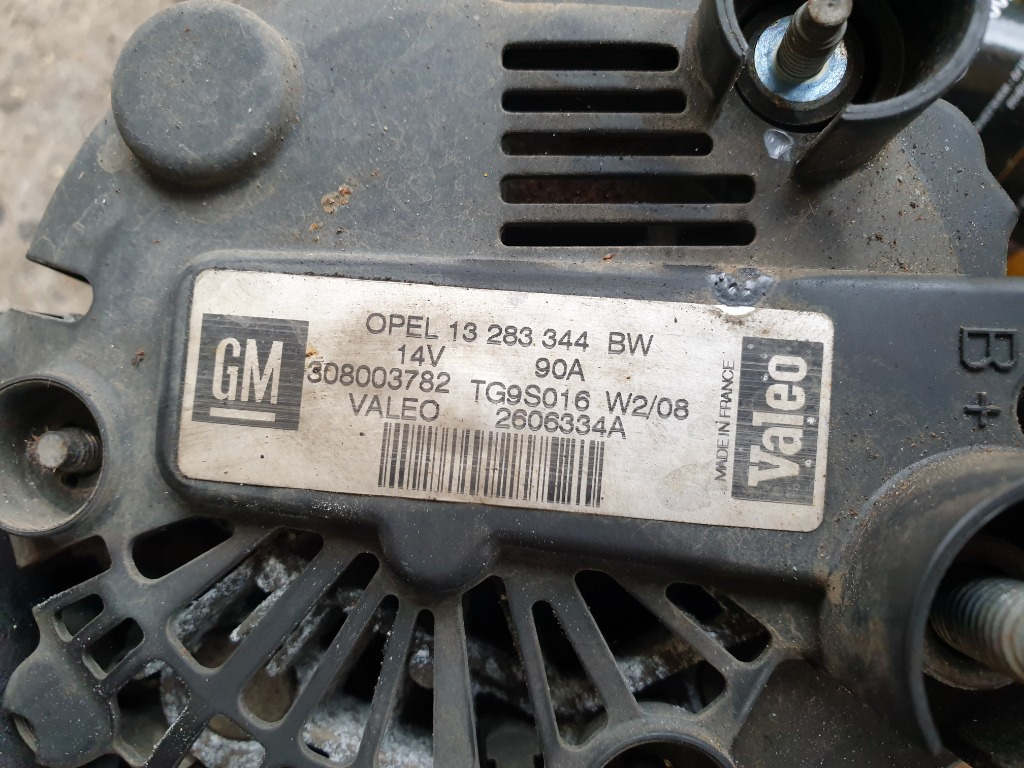 GM
OPEL 13 283 344 BW
14V 90A
308003782 TG9S016 W2/08
VALEO 2606334A
MADE IN FRANCE
Valeo
B+